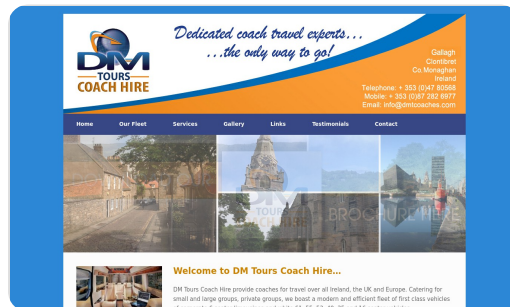 Dedicated coach travel experts...
...the only way to go!
DM
TOURS
COACH HIRE
Gallagh
Clontibret
Co.Monaghan
Ireland
Telephone: + 353 (0)47 80568
Mobile: + 353 (0)87 282 6977
Email: info@dmtcoaches.com
Home Our Fleet Services Gallery Links Testimonials Contact
DM
TOURS
COACH HIRE
BROCHURE HERE
Welcome to DM Tours Coach Hire...
DM Tours Coach Hire provide coaches for travel over all Ireland, the UK and Europe. Catering for
small and large groups, private groups, we boast a modern and efficient fleet of first class vehicles